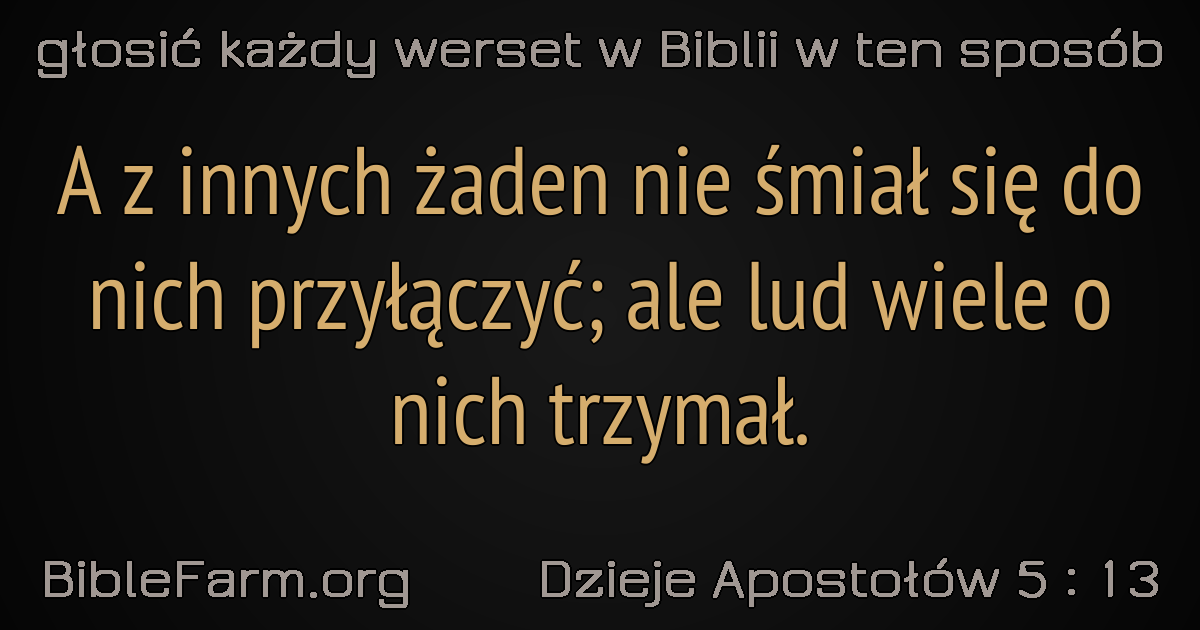 głosić każdy werset w Biblii w ten sposób
A z innych żaden nie śmiał się do
nich przyłączyć; ale lud wiele o
nich trzymał.
BibleFarm.org
Dzieje Apostołów 5 : 13